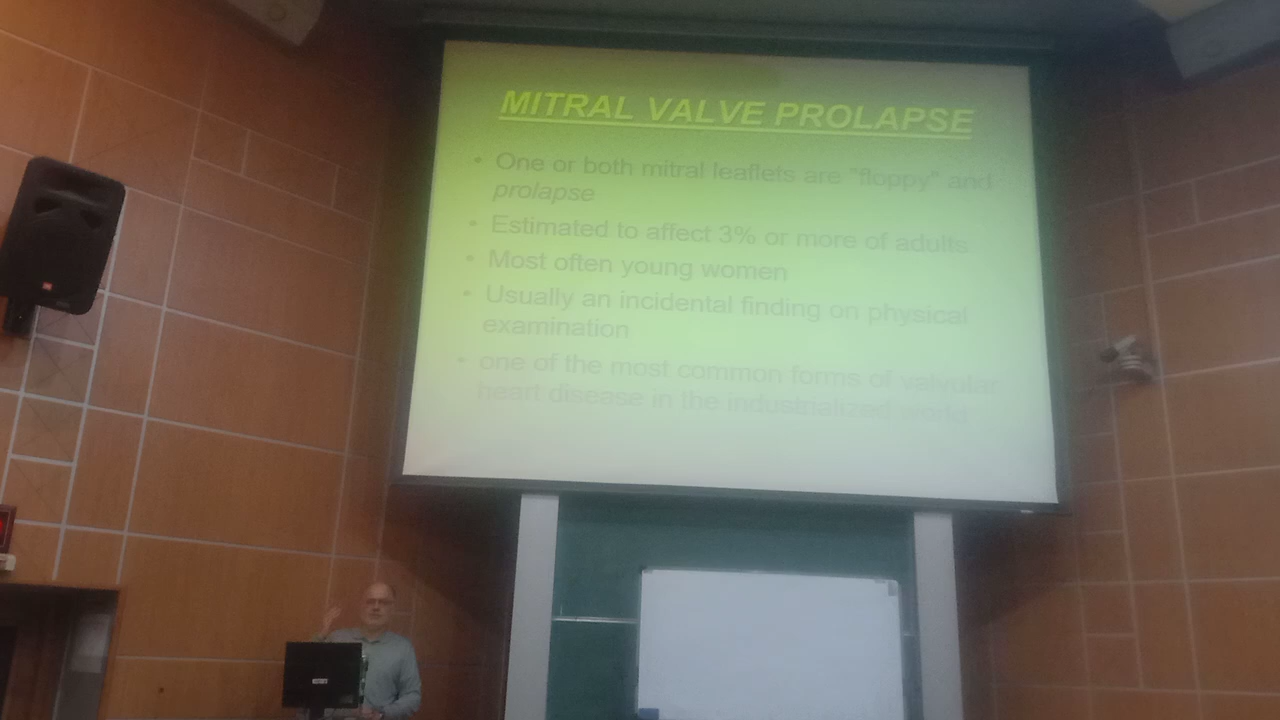 MITRAL VALVE PROLAPSE
• One or both mitral leaflets are "floppy" and
prolapse
• Estimated to affect 3% or more of adults
• Most often young women
• Usually an incidental finding on physical
examination
• one of the most common forms of valvular
heart disease in the industrialized world